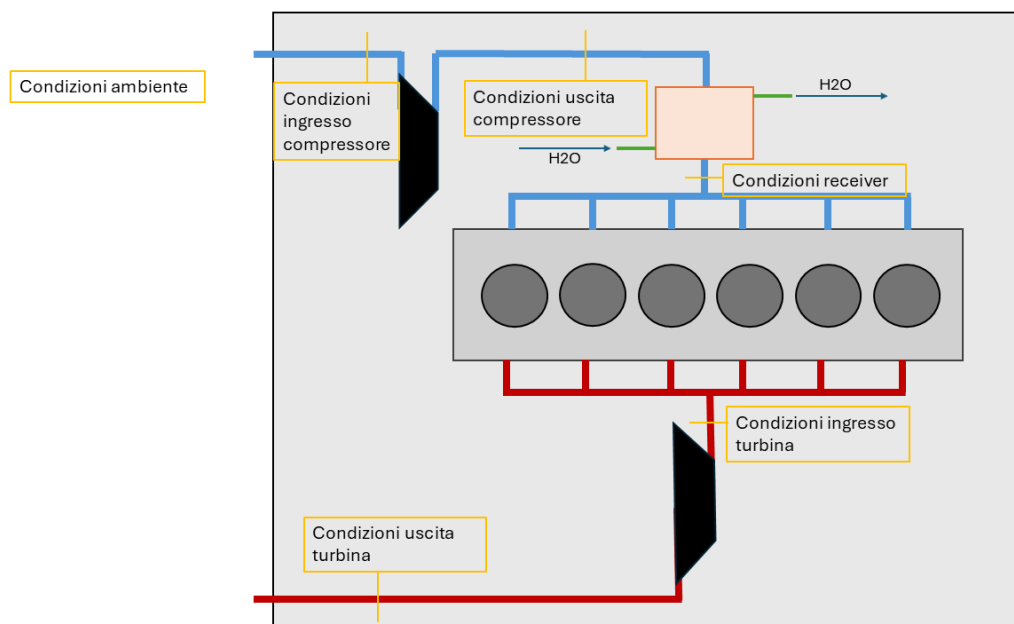 Condizioni ambiente
Condizioni
ingresso
compressore
Condizioni uscita
compressore
H2O
H2O
Condizioni receiver
Condizioni ingresso
turbina
Condizioni uscita
turbina